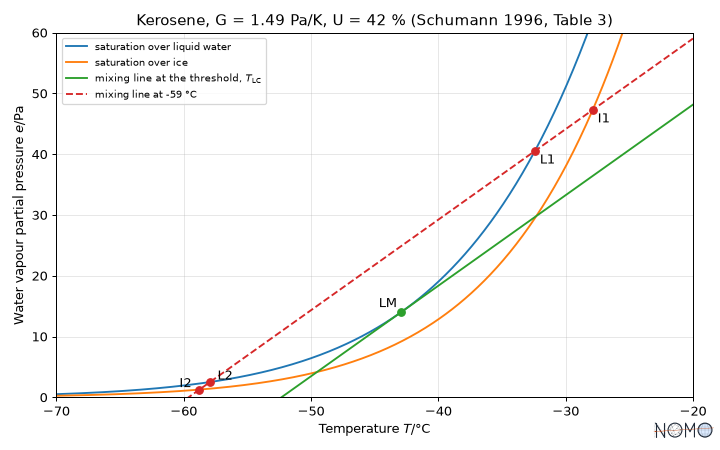 Kerosene, G = 1.49 Pa/K, U = 42 % (Schumann 1996, Table 3)
saturation over liquid water
saturation over ice
mixing line at the threshold, T_LC
mixing line at -59 °C
Water vapour partial pressure e/Pa
60
50
40
30
20
10
0
I1
L1
LM
L2
I2
−70
−60
−50
−40
−30
−20
Temperature T/°C
NOMO